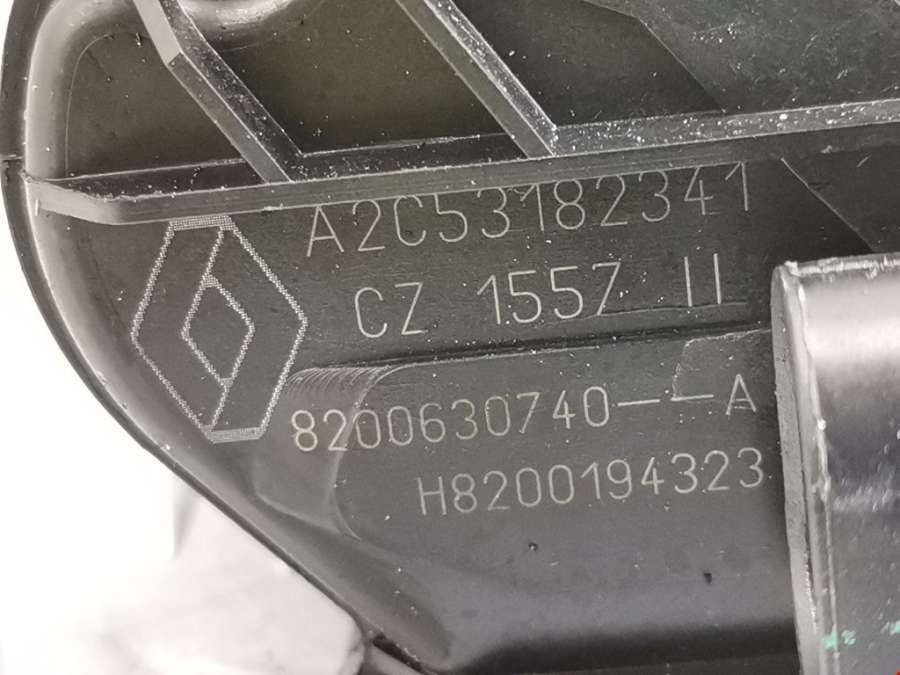 A2C53182341
CZ 1557 II
8200630740--A
H8200194323